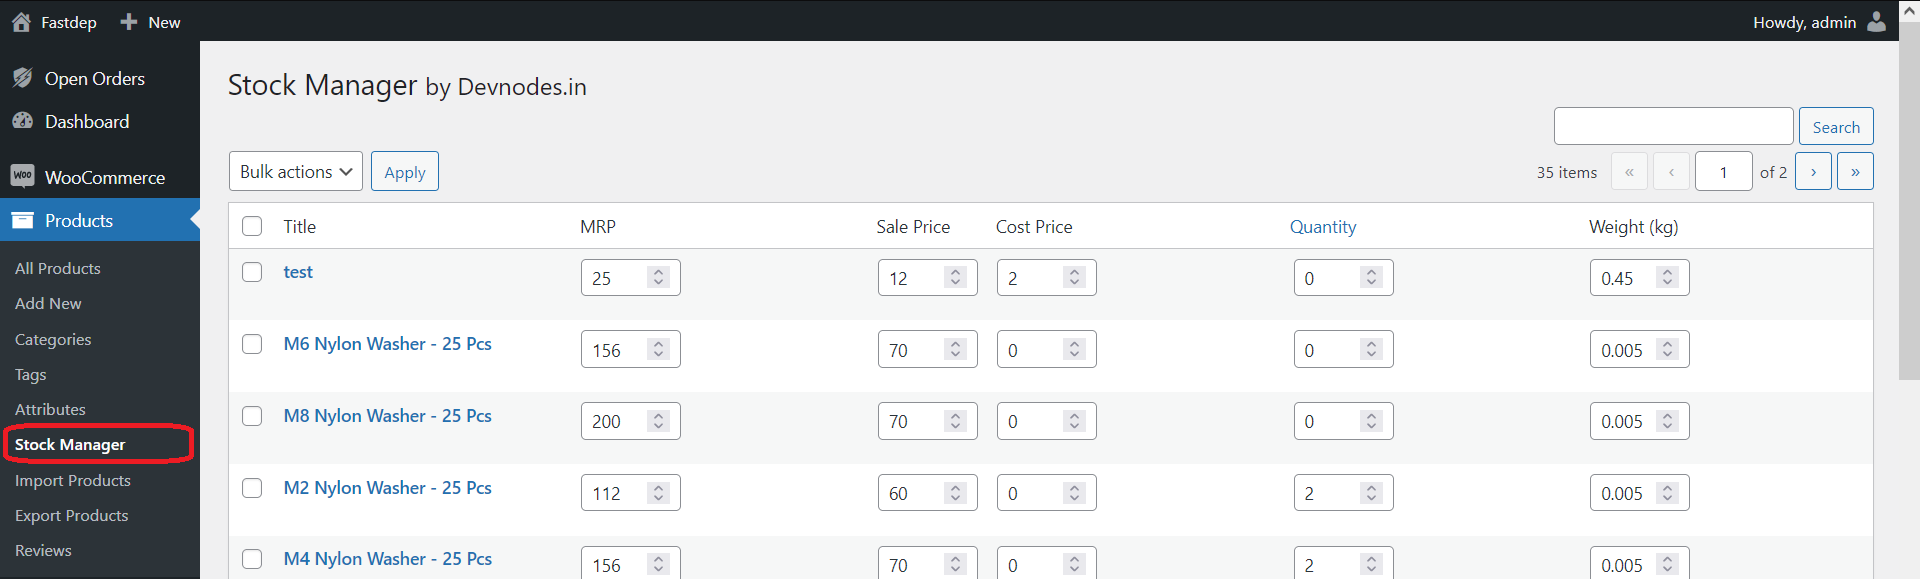 Fastdep New Howdy, admin
Open Orders
Dashboard
WooCommerce
Products
All Products
Add New
Categories
Tags
Attributes
Stock Manager
Import Products
Export Products
Reviews
Stock Manager by Devnodes.in
Search
Bulk actions Apply 35 items « ‹ 1 of 2 › »
Title MRP Sale Price Cost Price Quantity Weight (kg)
test 25 12 2 0 0.45
M6 Nylon Washer - 25 Pcs 156 70 0 0 0.005
M8 Nylon Washer - 25 Pcs 200 70 0 0 0.005
M2 Nylon Washer - 25 Pcs 112 60 0 2 0.005
M4 Nylon Washer - 25 Pcs 156 70 0 2 0.005